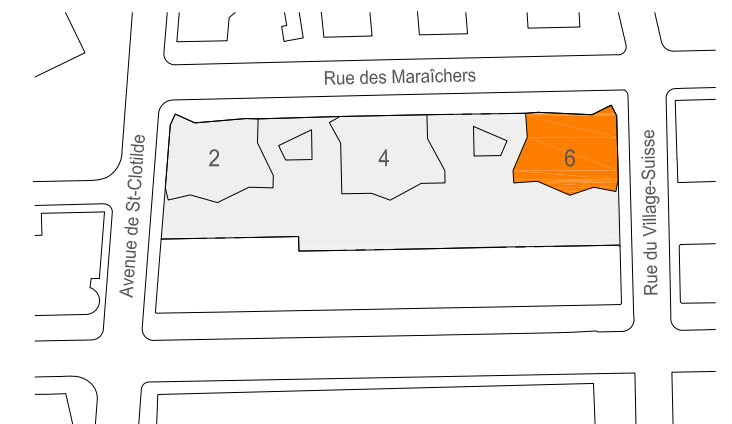 Rue des Maraîchers
2
4
6
Avenue de St-Clotilde
Rue du Village-Suisse